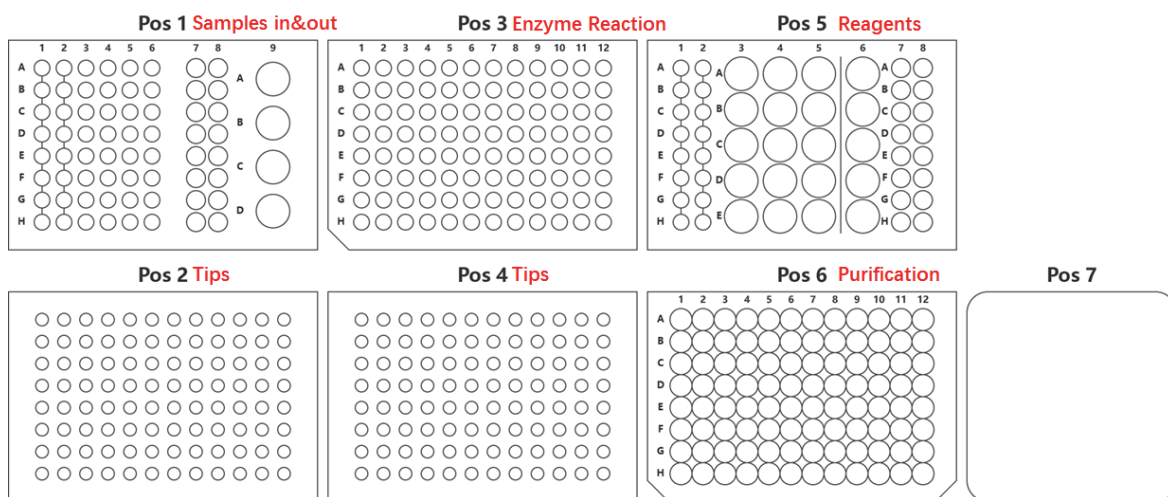 Pos 1 Samples in&out
Pos 3 Enzyme Reaction
Pos 5 Reagents
1 2 3 4 5 6 7 8 9
A
B
C
D
E
F
G
H
A
B
C
D
1 2 3 4 5 6 7 8 9 10 11 12
A
B
C
D
E
F
G
H
1 2 3 4 5 6 7 8
A
B
C
D
E
F
G
H
A
B
C
D
E
A
B
C
D
E
F
G
H
Pos 2 Tips
Pos 4 Tips
Pos 6 Purification
Pos 7
1 2 3 4 5 6 7 8 9 10 11 12
A
B
C
D
E
F
G
H